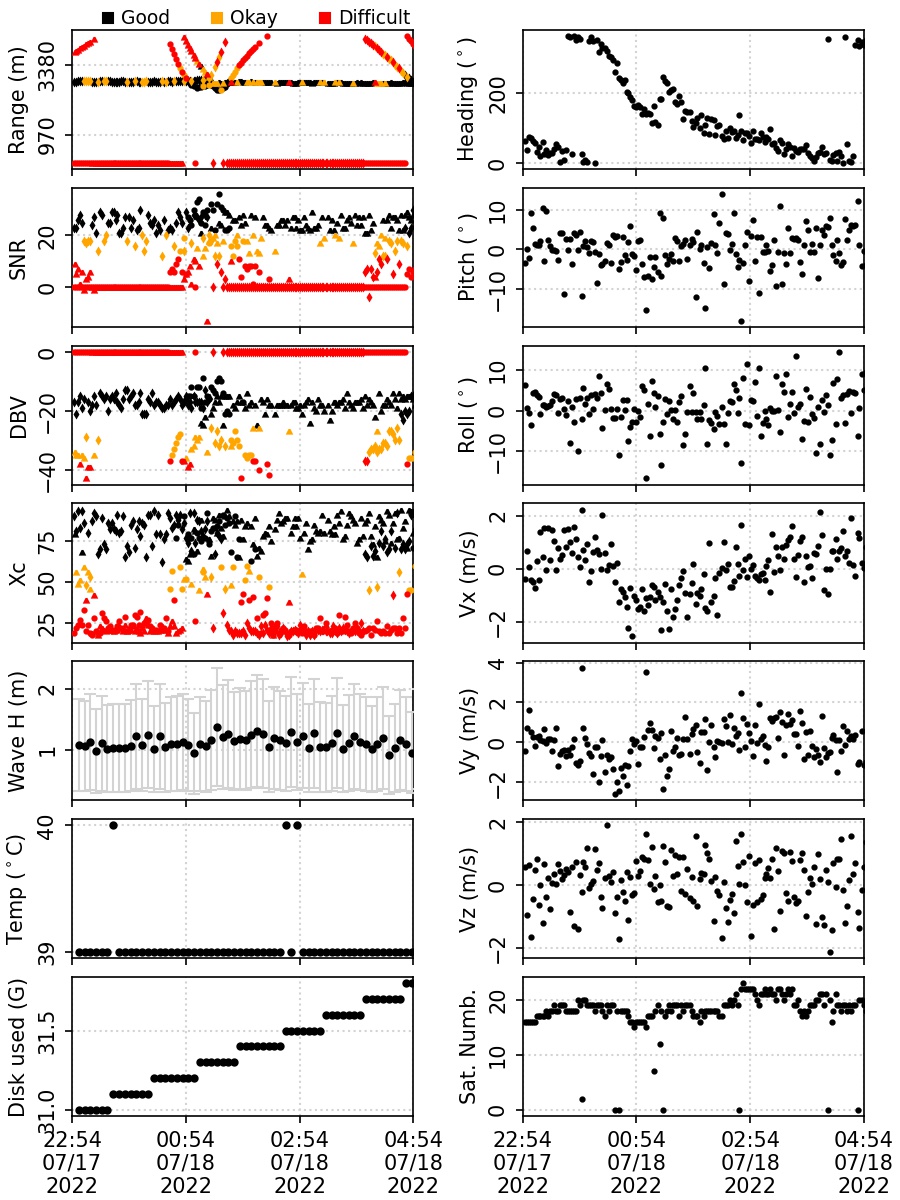 Good Okay Difficult
Range (m)
3380
970
Heading (°)
200
0
SNR
20
0
Pitch (°)
10
0
−10
DBV
0
−20
−40
Roll (°)
10
0
−10
Xc
75
50
25
Vx (m/s)
2
0
−2
Wave H (m)
2
1
Vy (m/s)
4
2
0
−2
Temp (°C)
40
39
Vz (m/s)
2
0
−2
Disk used (G)
31.5
31.0
Sat. Numb.
20
10
0
22:54 00:54 02:54 04:54
07/17 07/18 07/18 07/18
2022 2022 2022 2022
22:54 00:54 02:54 04:54
07/17 07/18 07/18 07/18
2022 2022 2022 2022